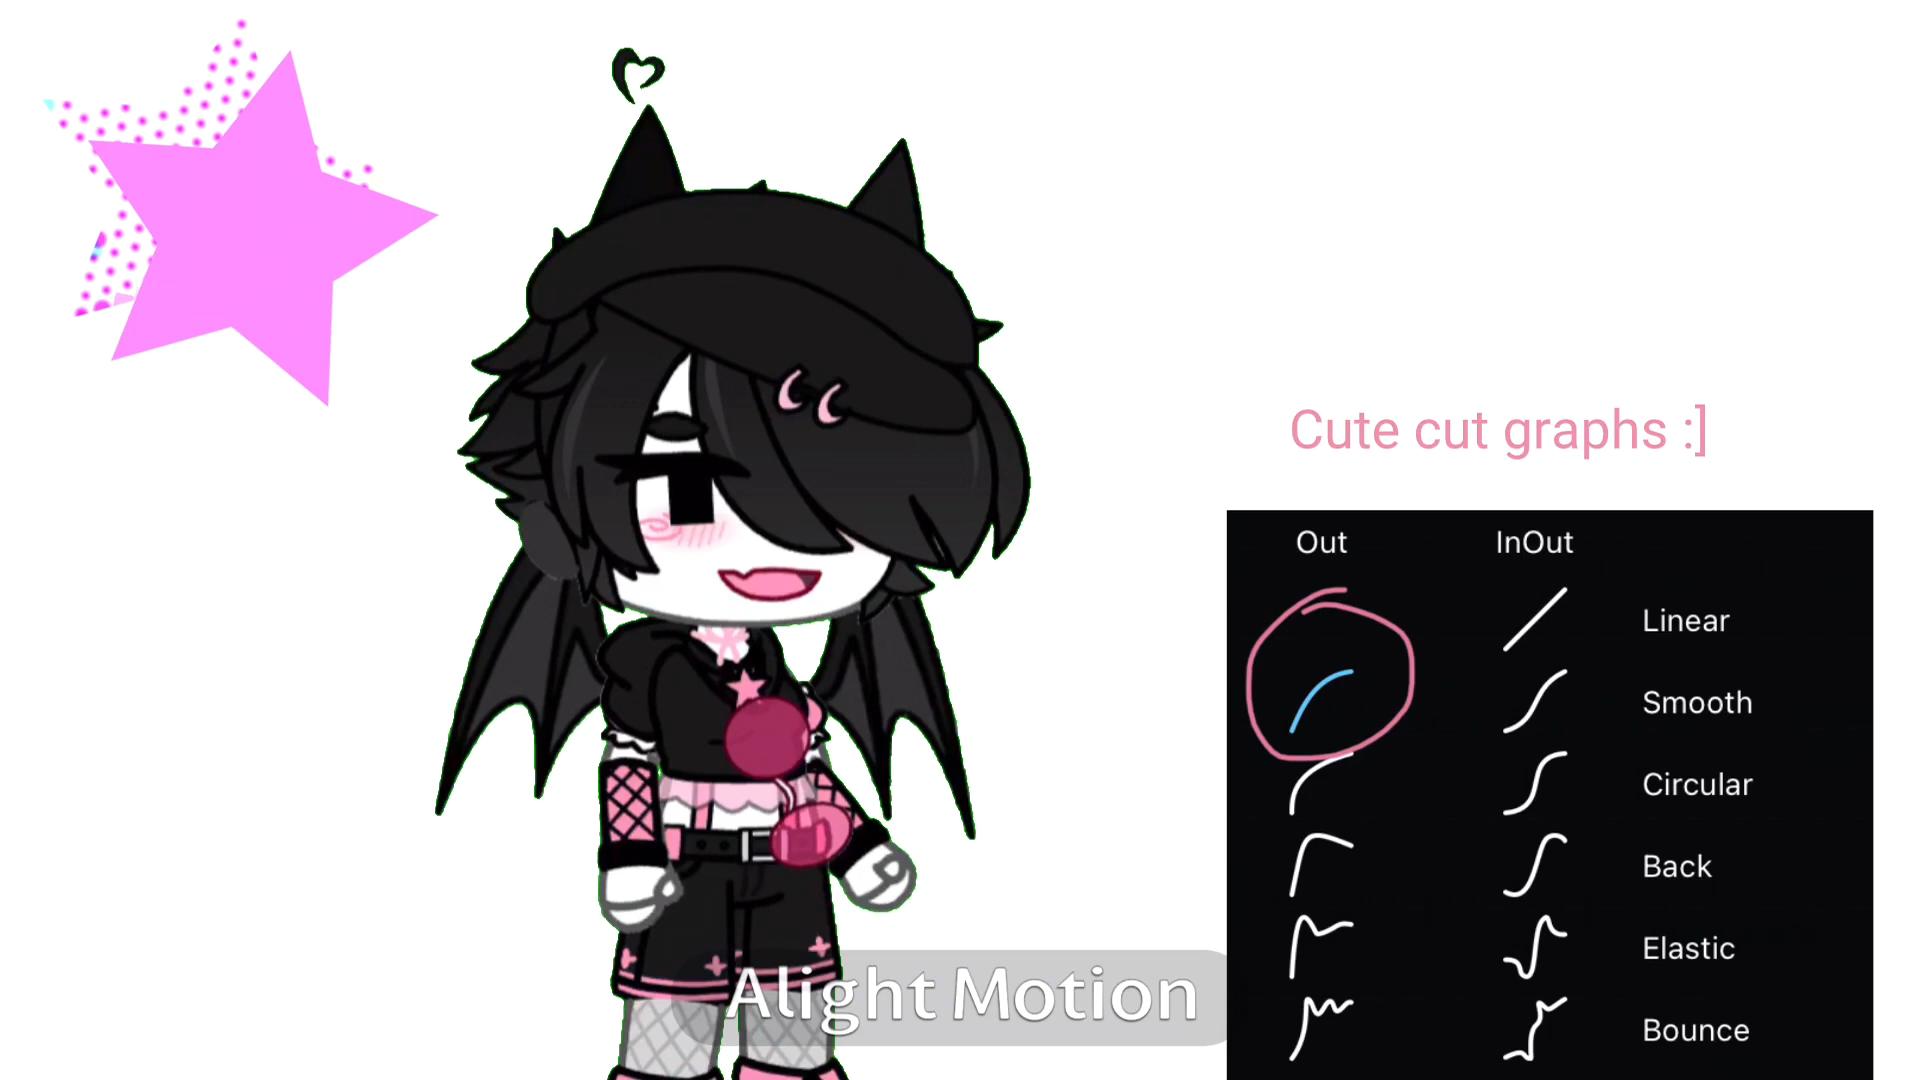 Cute cut graphs :]
Out InOut
Linear
Smooth
Circular
Back
Elastic
Bounce
Alight Motion